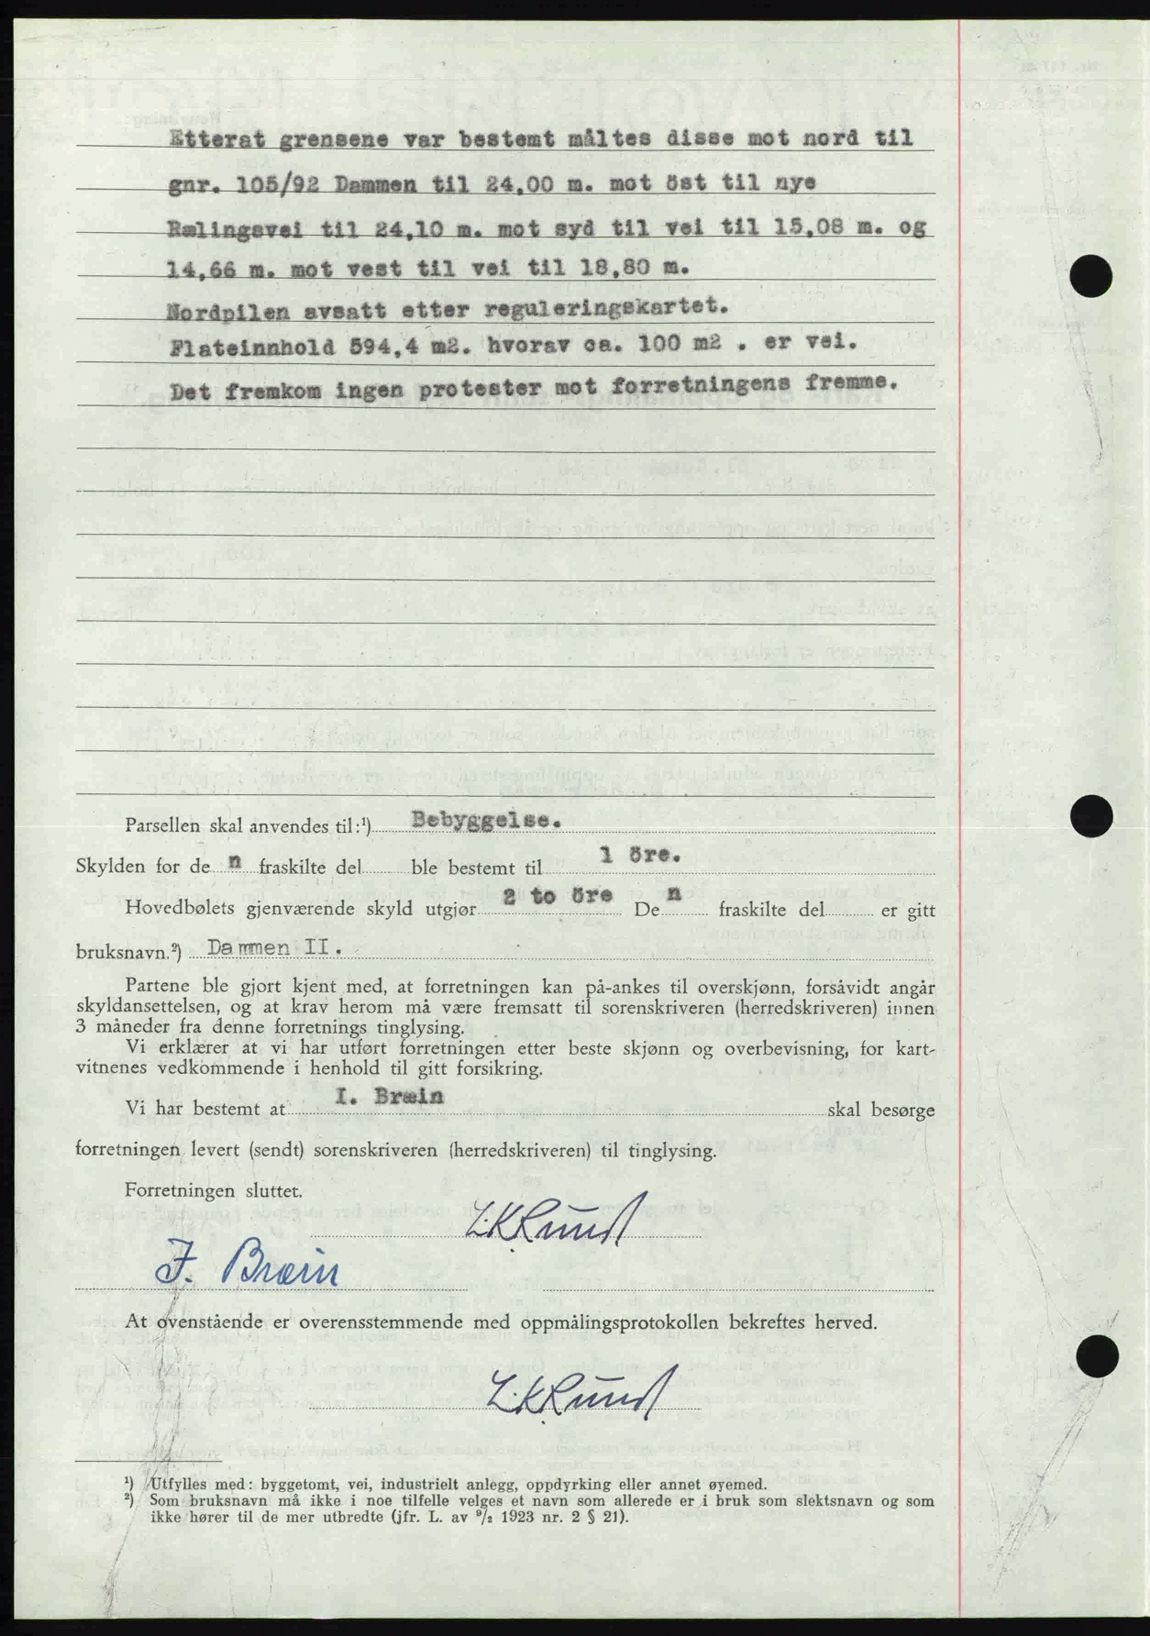 Etterat grensene var bestemt måltes disse mot nord til
gnr. 105/92 Dammen til 24,00 m. mot öst til nye
Rælingsvei til 24,10 m. mot syd til vei til 15,08 m. og
14,66 m. mot vest til vei til 18,80 m.
Nordpilen avsatt etter reguleringskartet.
Flateinnhold 594,4 m2. hvorav ca. 100 m2 . er vei.
Det fremkom ingen protester mot forretningens fremme.
Parsellen skal anvendes til:¹) Bebyggelse.
Skylden for de n fraskilte del ble bestemt til 1 öre.
Hovedbølets gjenværende skyld utgjør 2 to öre De n fraskilte del er gitt
bruksnavn.²) Dammen II.
Partene ble gjort kjent med, at forretningen kan på-ankes til overskjønn, forsåvidt angår
skyldansettelsen, og at krav herom må være fremsatt til sorenskriveren (herredskriveren) innen
3 måneder fra denne forretnings tinglysing.
Vi erklærer at vi har utført forretningen etter beste skjønn og overbevisning, for kart-
vitnenes vedkommende i henhold til gitt forsikring.
Vi har bestemt at I. Bræin skal besørge
forretningen levert (sendt) sorenskriveren (herredskriveren) til tinglysing.
Forretningen sluttet.
J. Bræin
At ovenstående er overensstemmende med oppmålingsprotokollen bekreftes herved.
¹) Utfylles med: byggetomt, vei, industrielt anlegg, oppdyrking eller annet øyemed.
²) Som bruksnavn må ikke i noe tilfelle velges et navn som allerede er i bruk som slektsnavn og som
ikke hører til de mer utbredte (jfr. L. av 9/2 1923 nr. 2 § 21).